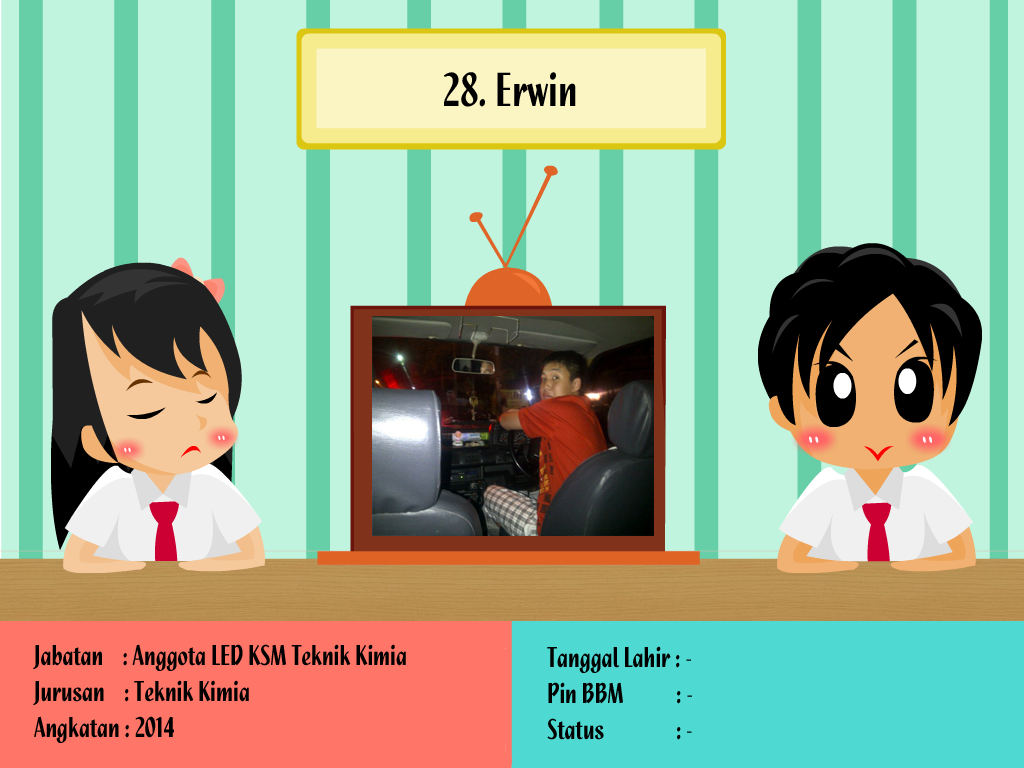 28. Erwin
Jabatan : Anggota LED KSM Teknik Kimia
Jurusan : Teknik Kimia
Angkatan : 2014
Tanggal Lahir : -
Pin BBM : -
Status : -